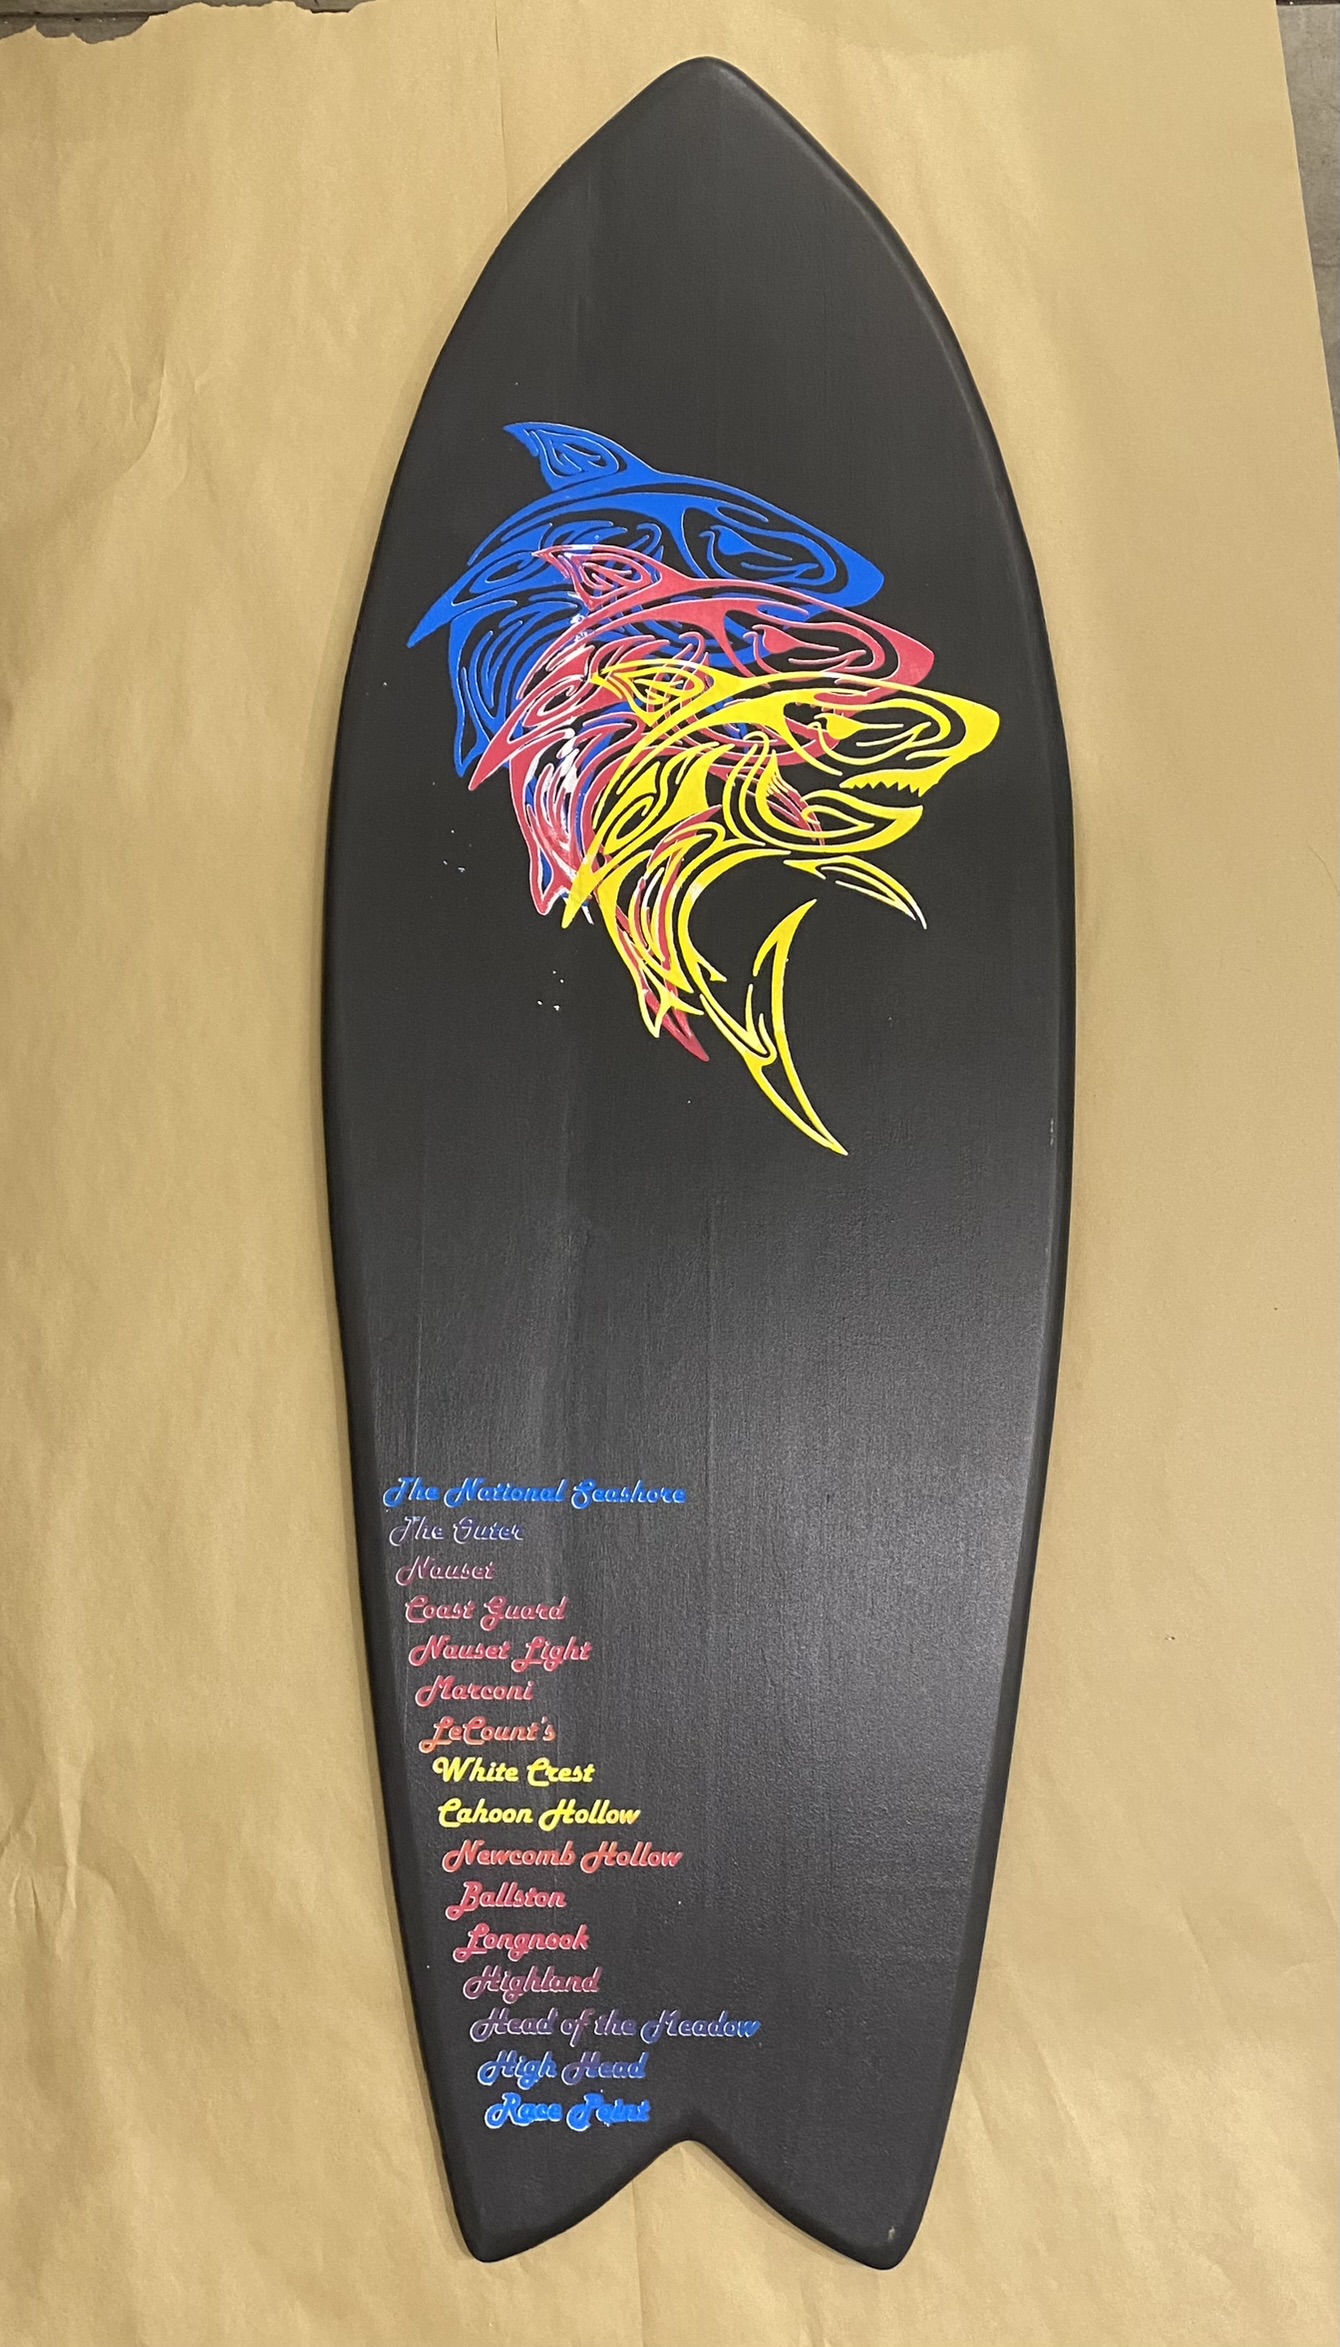 The National Seashore
The Outer
Nauset
Coast Guard
Nauset Light
Marconi
LeCount's
White Crest
Cahoon Hollow
Newcomb Hollow
Ballston
Longnook
Highland
Head of the Meadow
High Head
Race Point